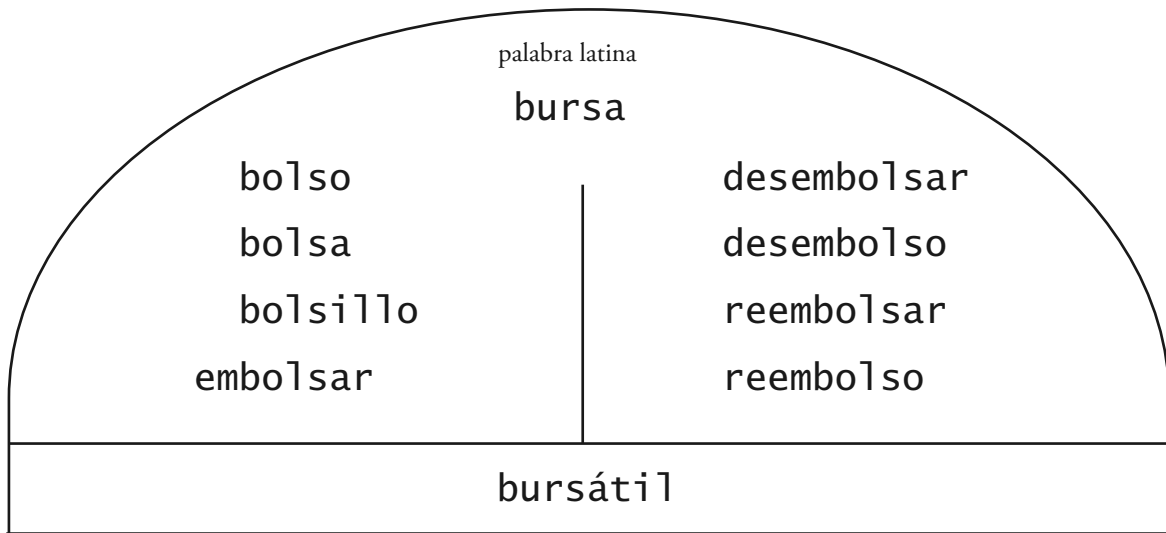 palabra latina
bursa
bolso
bolsa
bolsillo
embolsar
desembolsar
desembolso
reembolsar
reembolso
bursátil